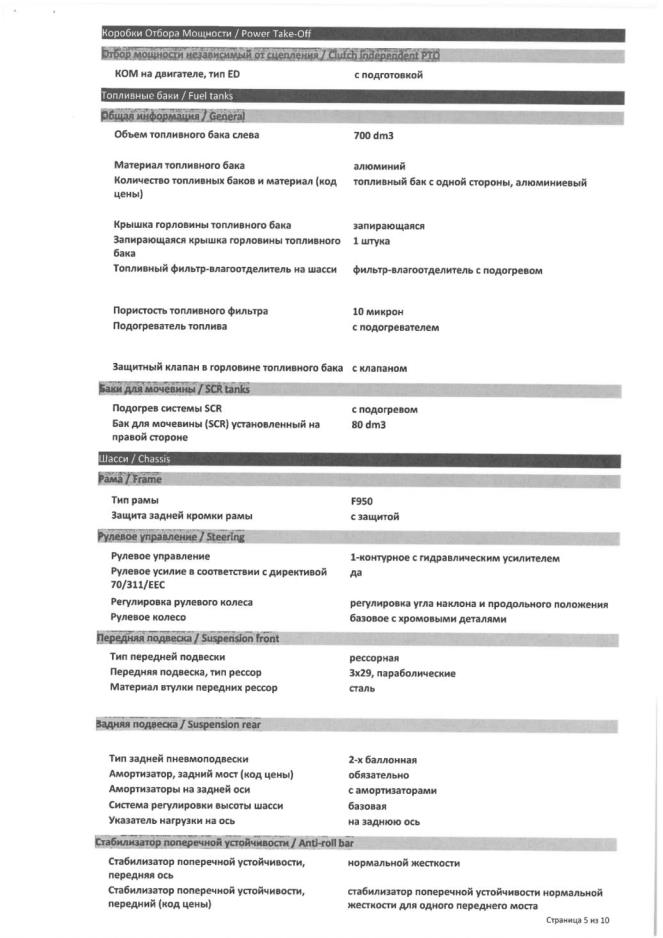 Коробки Отбора Мощности / Power Take-Off
Отбор мощности независимый от сцепления / Clutch independent PTO
КОМ на двигателе, тип ED с подготовкой
Топливные баки / Fuel tanks
Общая информация / General
Объем топливного бака слева 700 dm3
Материал топливного бака алюминий
Количество топливных баков и материал (код топливный бак с одной стороны, алюминиевый
цены)
Крышка горловины топливного бака запирающаяся
Запирающаяся крышка горловины топливного 1 штука
бака
Топливный фильтр-влагоотделитель на шасси фильтр-влагоотделитель с подогревом
Пористость топливного фильтра 10 микрон
Подогреватель топлива с подогревателем
Защитный клапан в горловине топливного бака с клапаном
Баки для мочевины / SCR tanks
Подогрев системы SCR с подогревом
Бак для мочевины (SCR) установленный на 80 dm3
правой стороне
Шасси / Chassis
Рама / Frame
Тип рамы F950
Защита задней кромки рамы с защитой
Рулевое управление / Steering
Рулевое управление 1-контурное с гидравлическим усилителем
Рулевое усилие в соответствии с директивой да
70/311/EEC
Регулировка рулевого колеса регулировка угла наклона и продольного положения
Рулевое колесо базовое с хромовыми деталями
Передняя подвеска / Suspension front
Тип передней подвески рессорная
Передняя подвеска, тип рессор 3x29, параболические
Материал втулки передних рессор сталь
Задняя подвеска / Suspension rear
Тип задней пневмоподвески 2-х баллонная
Амортизатор, задний мост (код цены) обязательно
Амортизаторы на задней оси с амортизаторами
Система регулировки высоты шасси базовая
Указатель нагрузки на ось на заднюю ось
Стабилизатор поперечной устойчивости / Anti-roll bar
Стабилизатор поперечной устойчивости, нормальной жесткости
передняя ось
Стабилизатор поперечной устойчивости, стабилизатор поперечной устойчивости нормальной
передний (код цены) жесткости для одного переднего моста
Страница 5 из 10